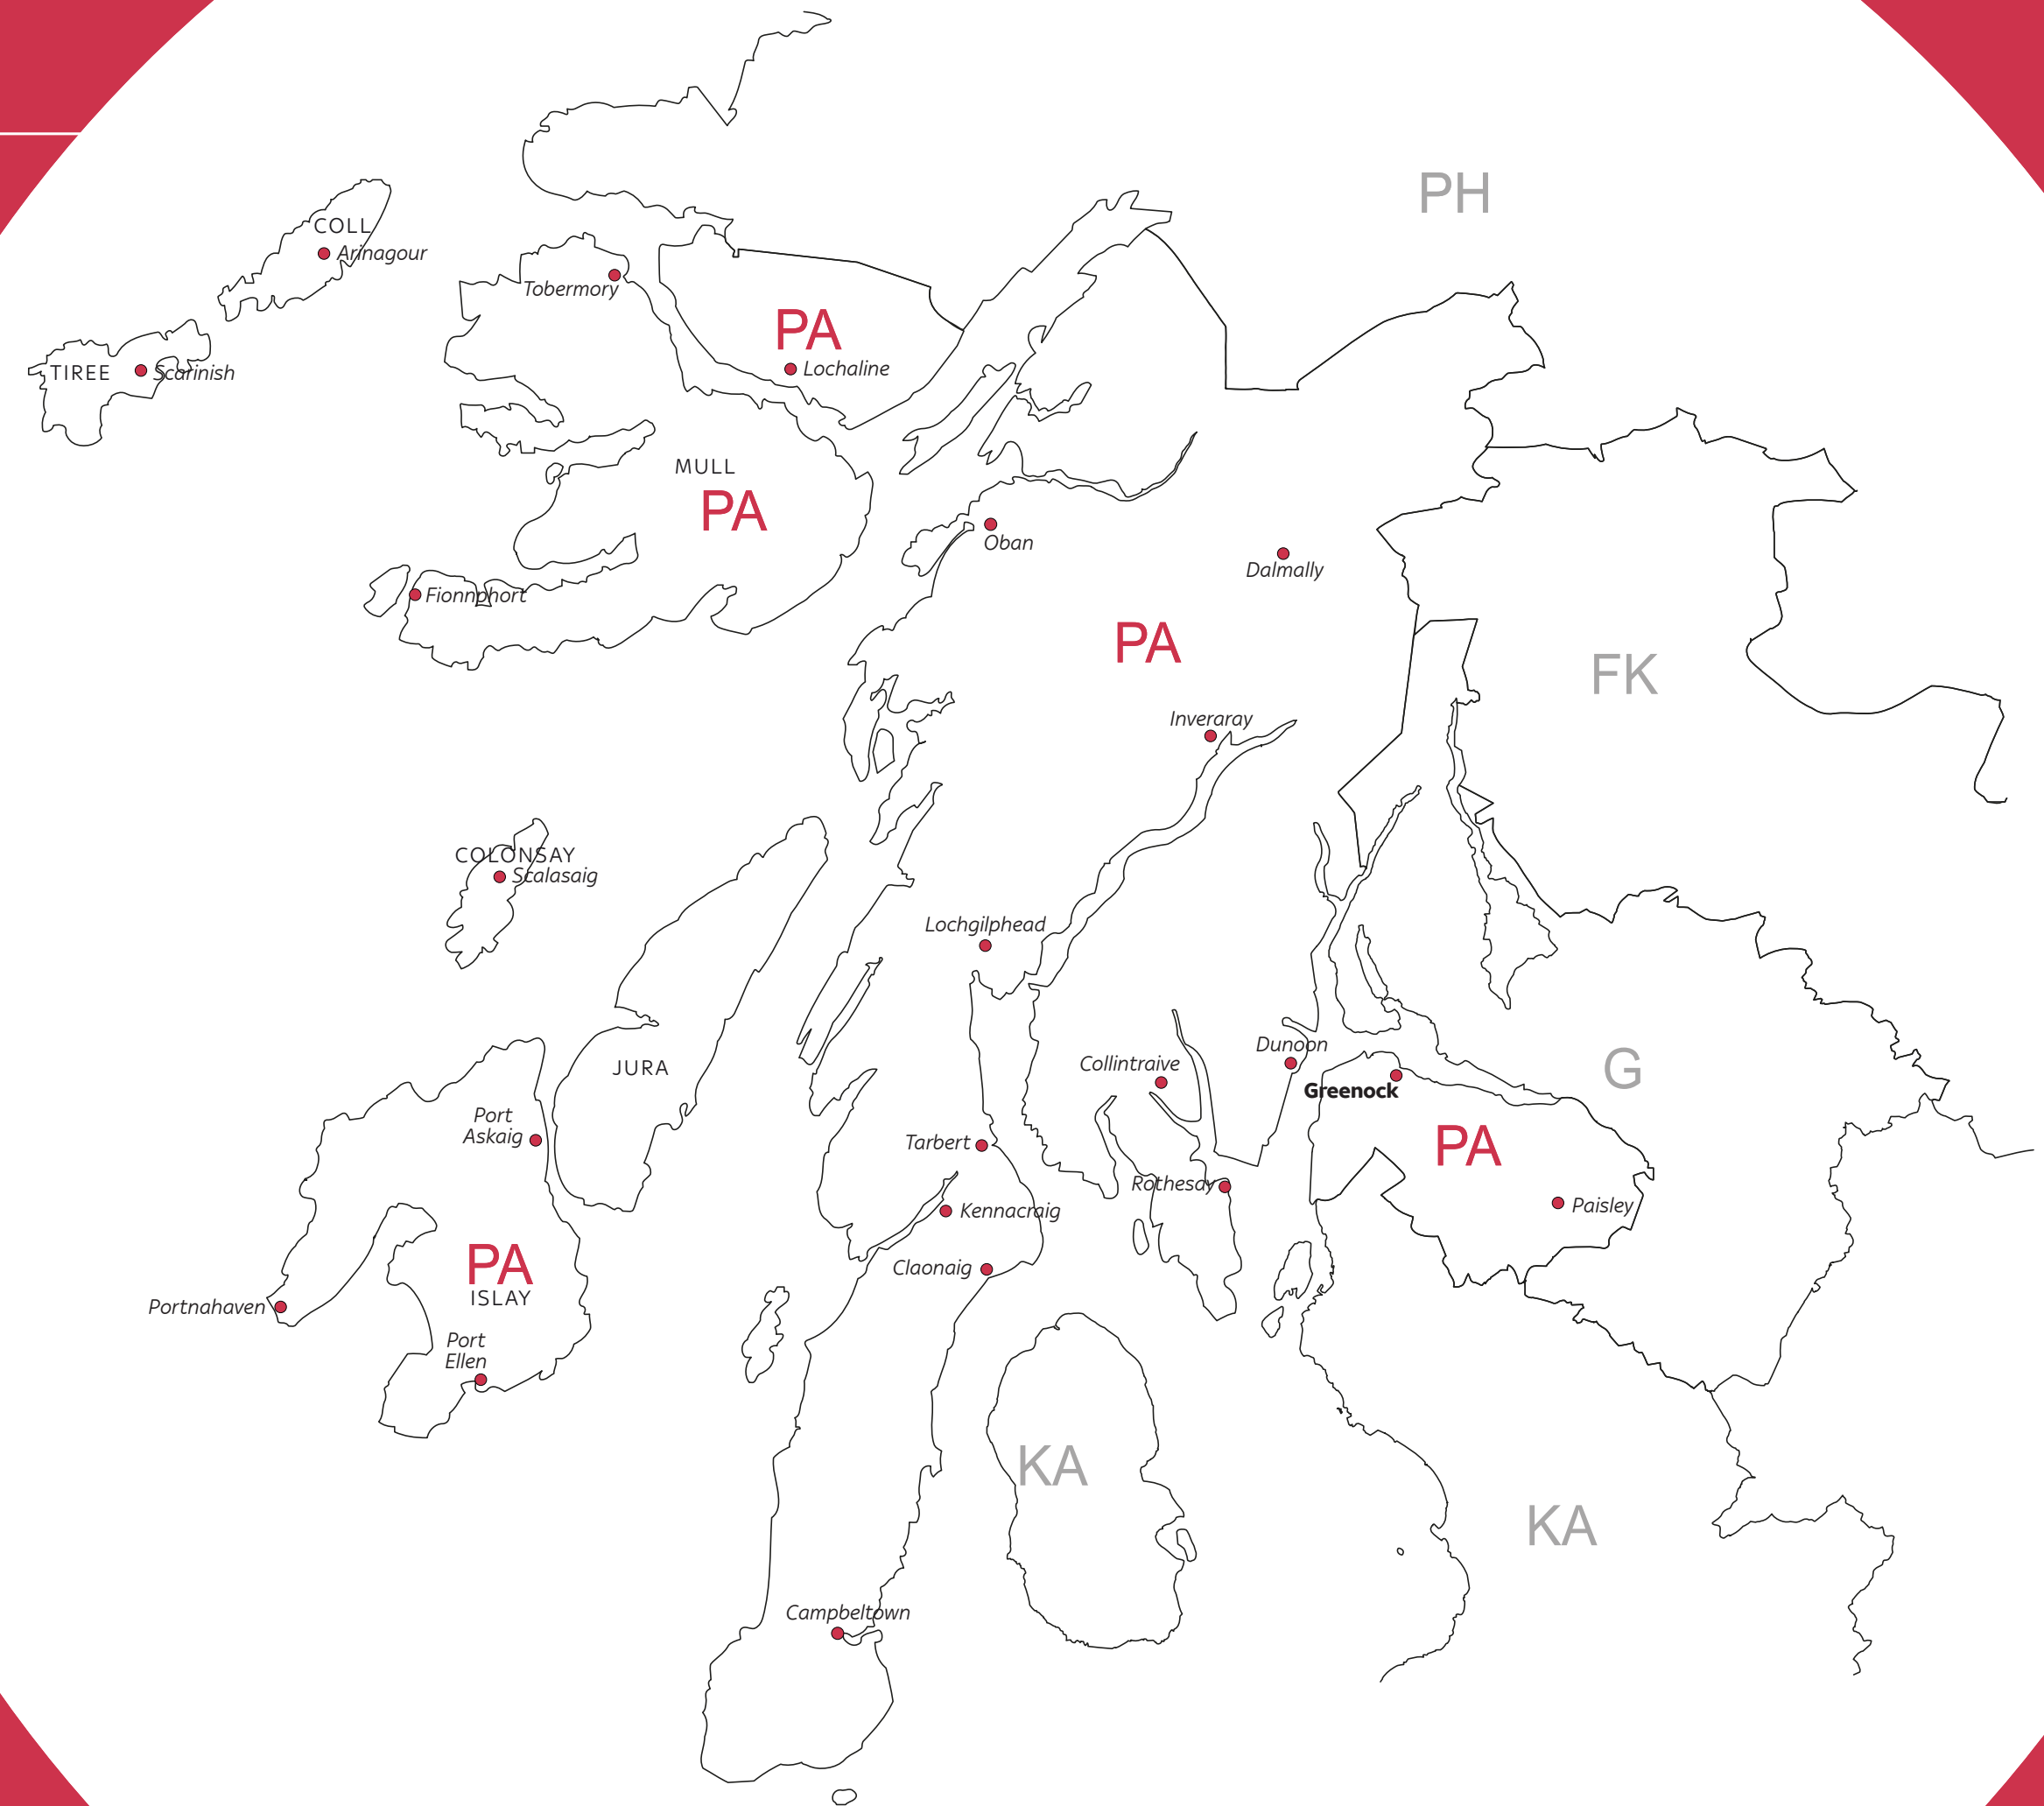 PH
COLL
Arinagour
Tobermory
PA
Lochaline
TIREE
Scarinish
MULL
PA
Oban
Dalmally
Fionnphort
PA
FK
Inveraray
COLONSAY
Scalasaig
Lochgilphead
JURA
Dunoon
G
Collintraive
Greenock
Port
Askaig
Tarbert
PA
Rothesay
Paisley
Kennacraig
PA
Claonaig
ISLAY
Portnahaven
Port
Ellen
KA
KA
Campbeltown